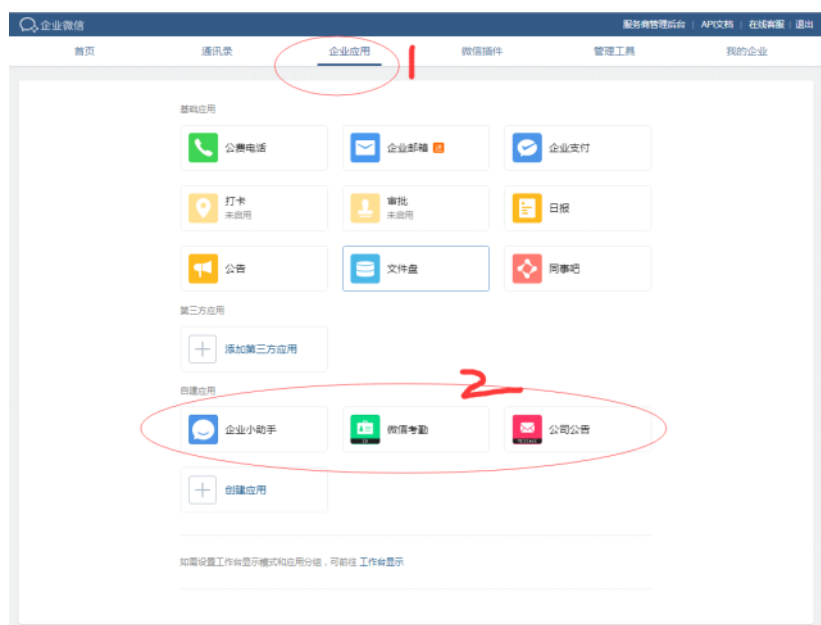 企业微信
服务商管理后台 | API文档 | 在线客服 | 退出
首页 通讯录 企业应用 微信插件 管理工具 我的企业
1
基础应用
公费电话 企业邮箱 企业支付
打卡 未启用 审批 未启用 日报
公告 文件盘 同事吧
第三方应用
添加第三方应用
2
自建应用
企业小助手 微信考勤 公司公告
创建应用
如需设置工作台显示模式和应用分组，可前往 工作台显示